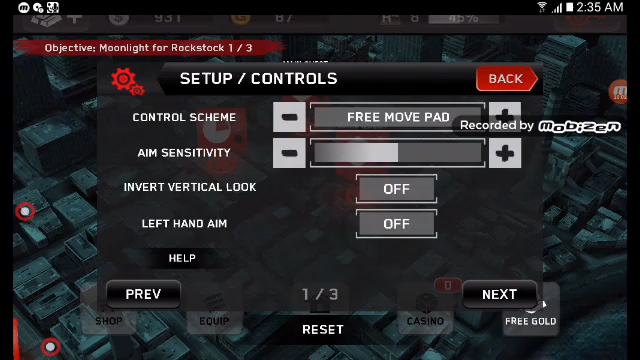 2:35 AM
931
87
8
45%
Objective: Moonlight for Rockstock 1 / 3
SETUP / CONTROLS
BACK
CONTROL SCHEME
FREE MOVE PAD
Recorded by mobizen
AIM SENSITIVITY
INVERT VERTICAL LOOK
OFF
LEFT HAND AIM
OFF
HELP
PREV
1 / 3
0
NEXT
SHOP
EQUIP
CASINO
FREE GOLD
RESET